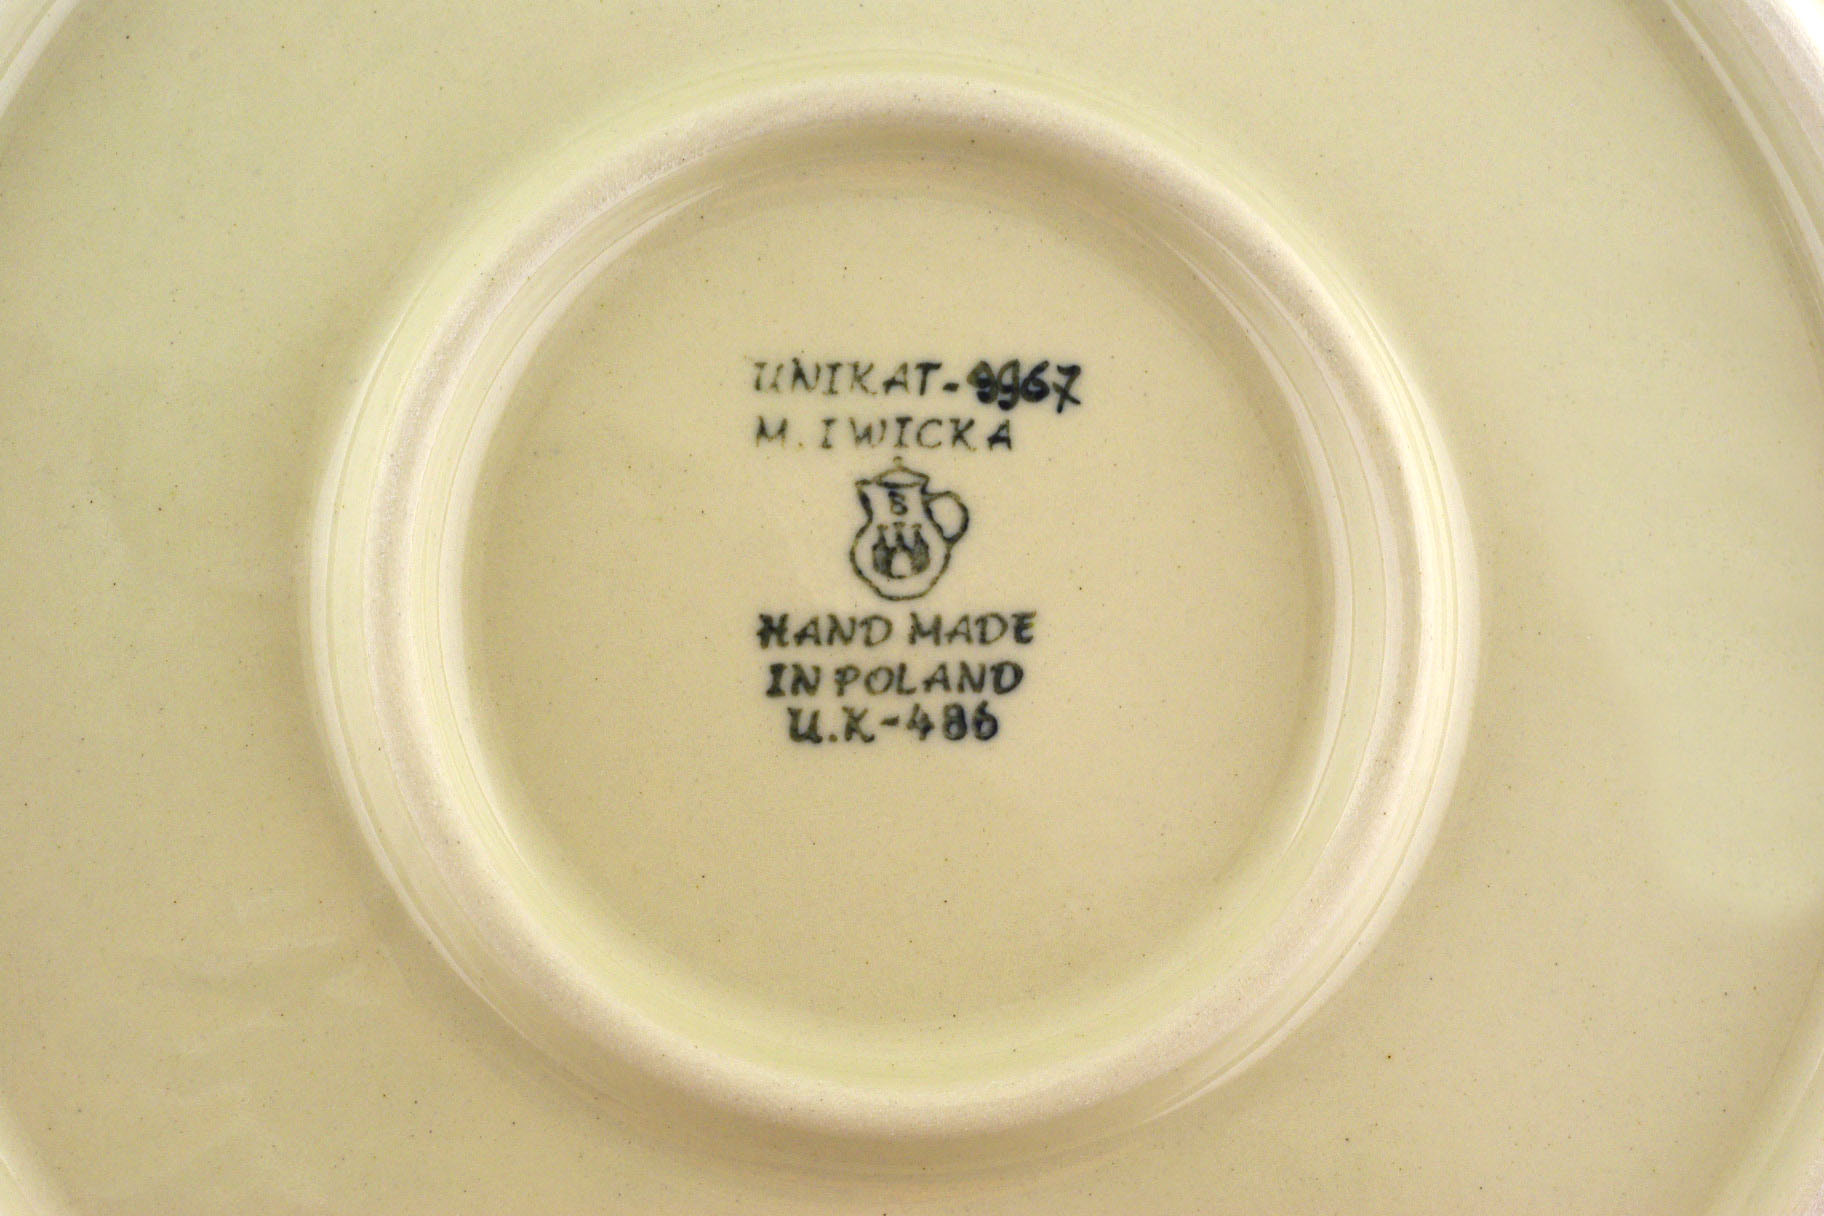 UNIKAT-9967
M. IWICKA
HAND MADE
IN POLAND
U.K-486